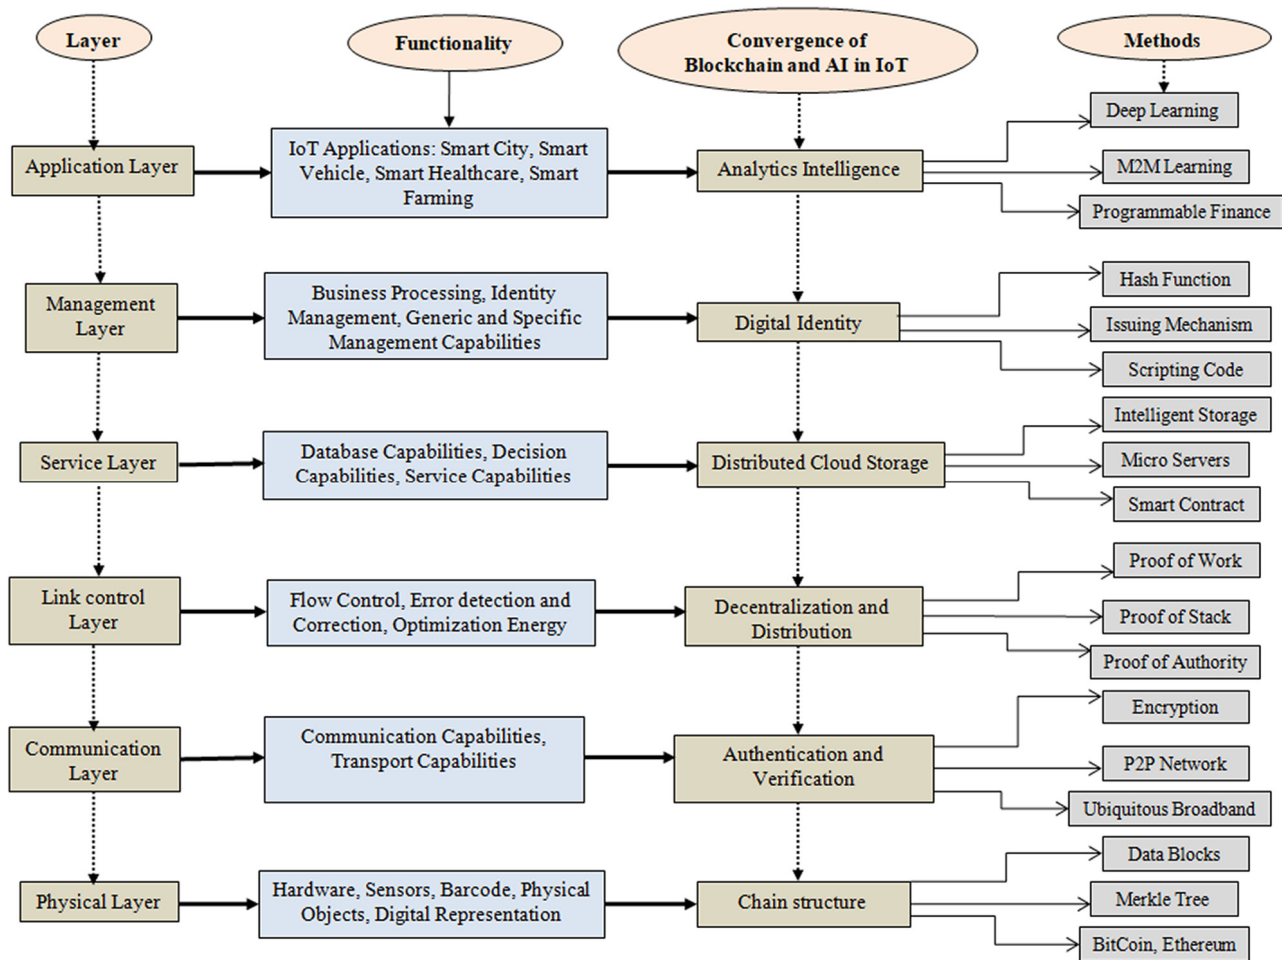 Layer
Functionality
Convergence of
Blockchain and AI in IoT
Methods
Application Layer
IoT Applications: Smart City, Smart
Vehicle, Smart Healthcare, Smart
Farming
Analytics Intelligence
Deep Learning
M2M Learning
Programmable Finance
Management
Layer
Business Processing, Identity
Management, Generic and Specific
Management Capabilities
Digital Identity
Hash Function
Issuing Mechanism
Scripting Code
Service Layer
Database Capabilities, Decision
Capabilities, Service Capabilities
Distributed Cloud Storage
Intelligent Storage
Micro Servers
Smart Contract
Link control
Layer
Flow Control, Error detection and
Correction, Optimization Energy
Decentralization and
Distribution
Proof of Work
Proof of Stack
Proof of Authority
Communication
Layer
Communication Capabilities,
Transport Capabilities
Authentication and
Verification
Encryption
P2P Network
Ubiquitous Broadband
Physical Layer
Hardware, Sensors, Barcode, Physical
Objects, Digital Representation
Chain structure
Data Blocks
Merkle Tree
BitCoin, Ethereum